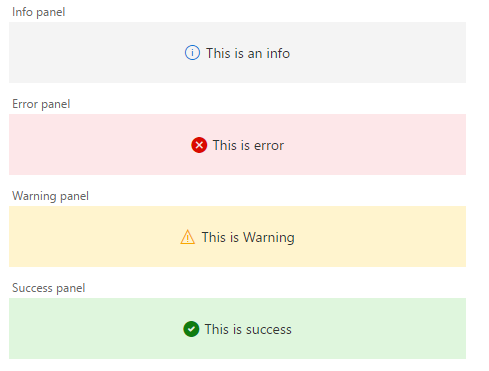 Info panel
This is an info
Error panel
This is error
Warning panel
This is Warning
Success panel
This is success